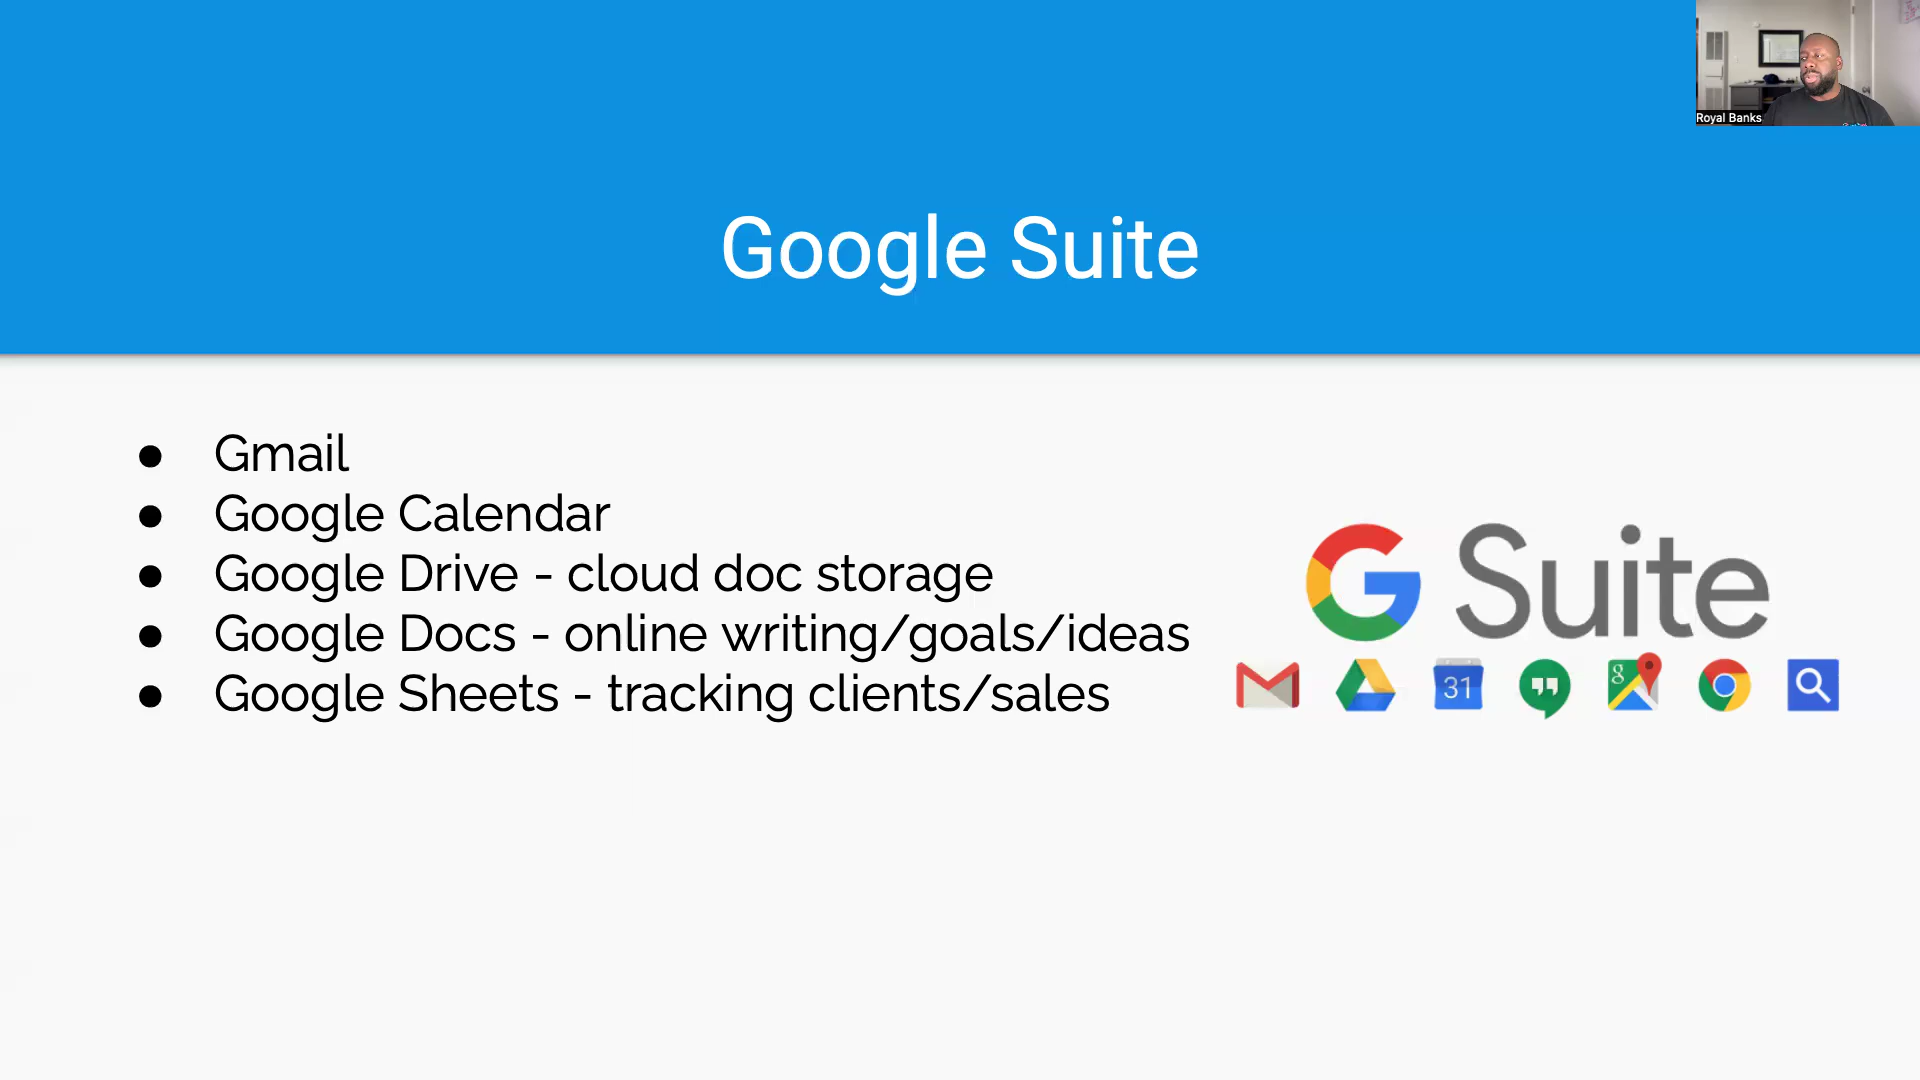 Royal Banks
Google Suite
● Gmail
● Google Calendar
● Google Drive - cloud doc storage
● Google Docs - online writing/goals/ideas
● Google Sheets - tracking clients/sales
G Suite
31
g